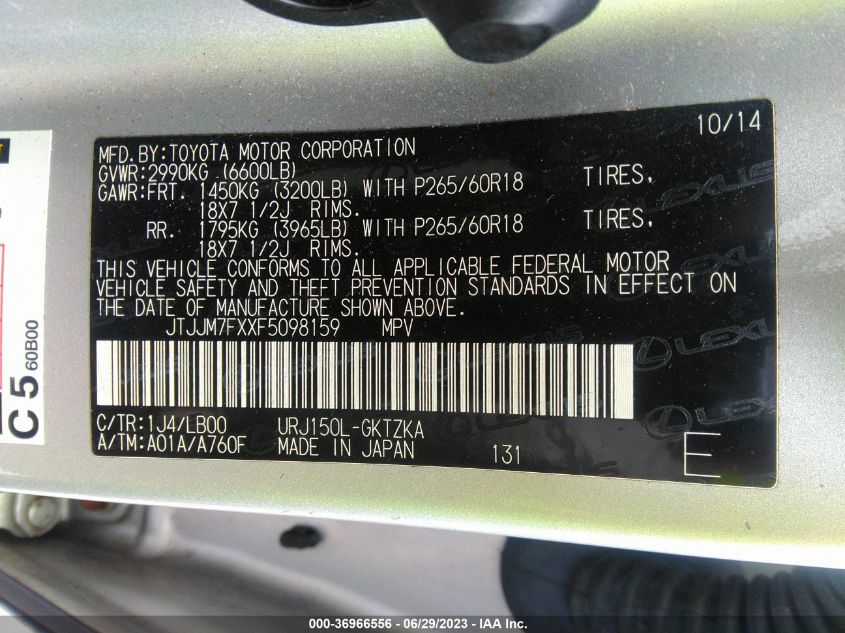 10/14
MFD.BY:TOYOTA MOTOR CORPORATION
GVWR:2990KG (6600LB)
GAWR:FRT. 1450KG (3200LB) WITH P265/60R18 TIRES,
18X7 1/2J RIMS.
RR. 1795KG (3965LB) WITH P265/60R18 TIRES,
18X7 1/2J RIMS.
THIS VEHICLE CONFORMS TO ALL APPLICABLE FEDERAL MOTOR
VEHICLE SAFETY AND THEFT PREVENTION STANDARDS IN EFFECT ON
THE DATE OF MANUFACTURE SHOWN ABOVE.
JTJJM7FXXF5098159 MPV
C/TR:1J4/LB00 URJ150L-GKTZKA
A/TM:A01A/A760F MADE IN JAPAN 131 E
LEXUS
C5 60B00
000-36966556 / 06/29/2023 / IAA Inc.